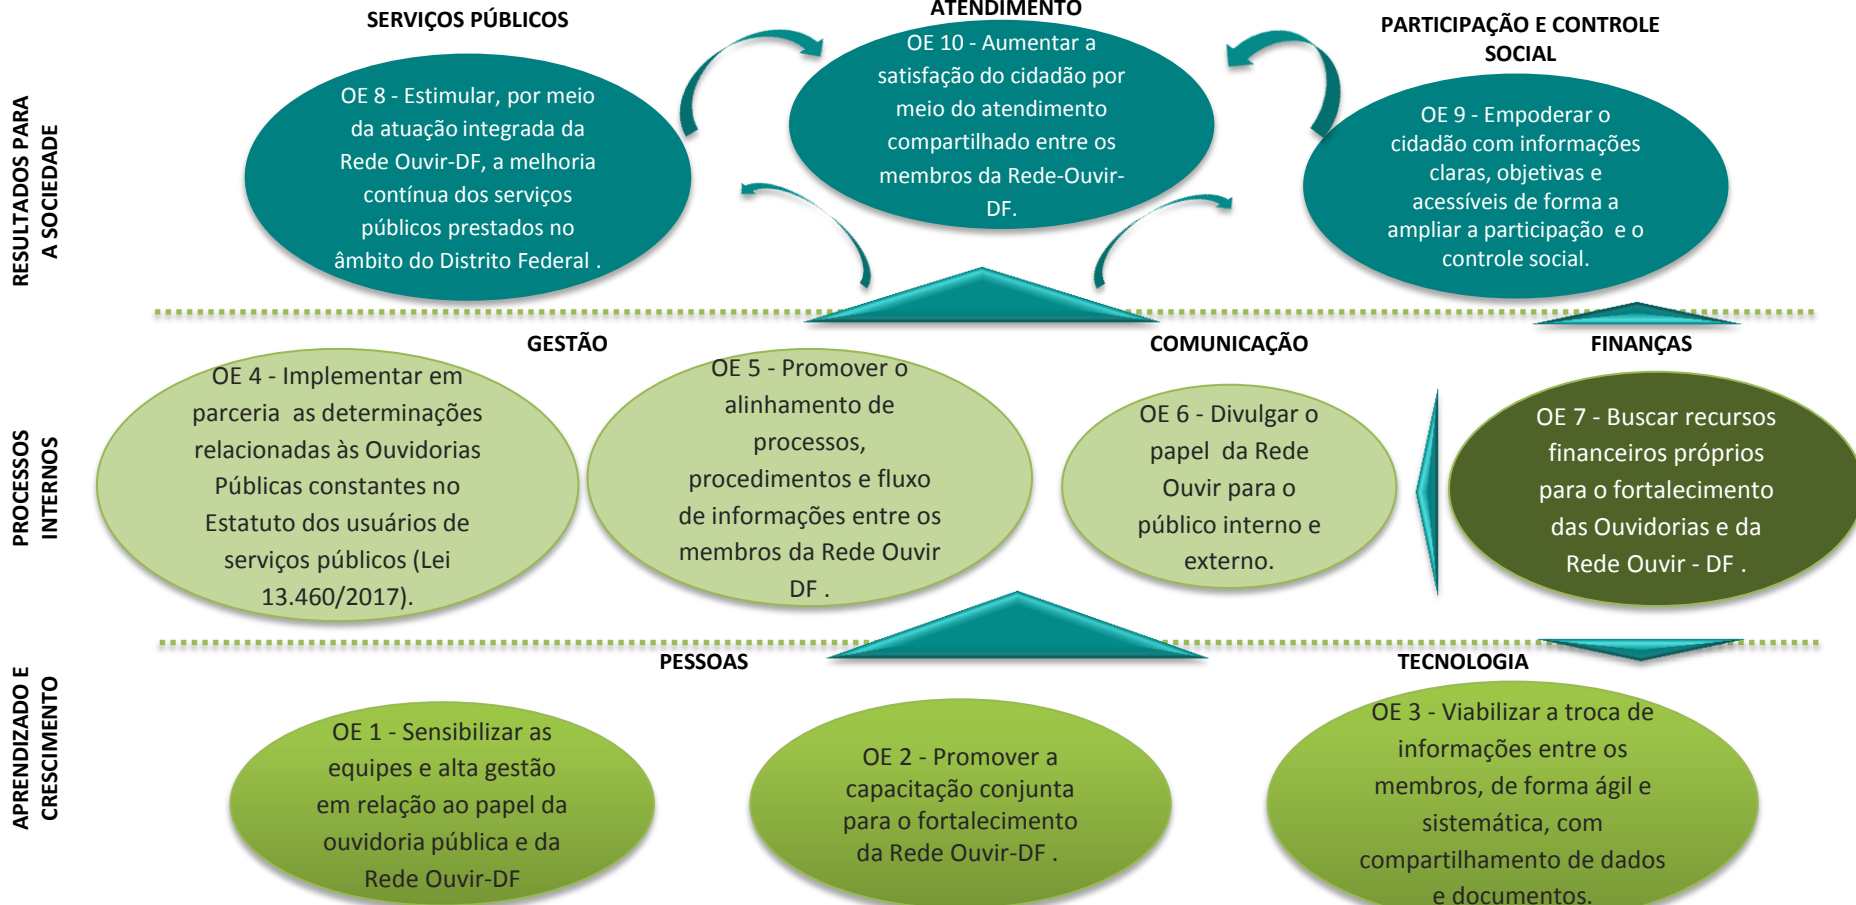 SERVIÇOS PÚBLICOS
ATENDIMENTO
PARTICIPAÇÃO E CONTROLE
SOCIAL
RESULTADOS PARA
A SOCIEDADE
OE 8 - Estimular, por meio
da atuação integrada da
Rede Ouvir-DF, a melhoria
contínua dos serviços
públicos prestados no
âmbito do Distrito Federal .
OE 10 - Aumentar a
satisfação do cidadão por
meio do atendimento
compartilhado entre os
membros da Rede-Ouvir-
DF.
OE 9 - Empoderar o
cidadão com informações
claras, objetivas e
acessíveis de forma a
ampliar a participação e o
controle social.
GESTÃO
COMUNICAÇÃO
FINANÇAS
PROCESSOS
INTERNOS
OE 4 - Implementar em
parceria as determinações
relacionadas às Ouvidorias
Públicas constantes no
Estatuto dos usuários de
serviços públicos (Lei
13.460/2017).
OE 5 - Promover o
alinhamento de
processos,
procedimentos e fluxo
de informações entre os
membros da Rede Ouvir
DF .
OE 6 - Divulgar o
papel da Rede
Ouvir para o
público interno e
externo.
OE 7 - Buscar recursos
financeiros próprios
para o fortalecimento
das Ouvidorias e da
Rede Ouvir - DF .
PESSOAS
TECNOLOGIA
APRENDIZADO E
CRESCIMENTO
OE 1 - Sensibilizar as
equipes e alta gestão
em relação ao papel da
ouvidoria pública e da
Rede Ouvir-DF
OE 2 - Promover a
capacitação conjunta
para o fortalecimento
da Rede Ouvir-DF .
OE 3 - Viabilizar a troca de
informações entre os
membros, de forma ágil e
sistemática, com
compartilhamento de dados
e documentos.